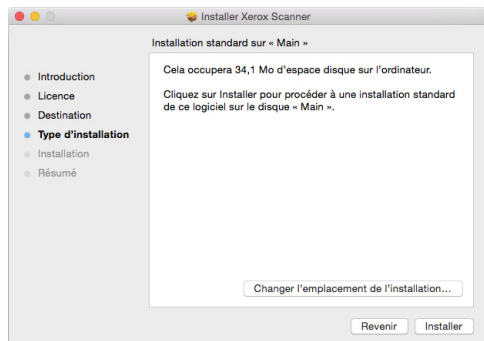 Installer Xerox Scanner
Installation standard sur « Main »
Introduction
Licence
Destination
Type d'installation
Installation
Résumé
Cela occupera 34,1 Mo d'espace disque sur l'ordinateur.
Cliquez sur Installer pour procéder à une installation standard
de ce logiciel sur le disque « Main ».
Changer l'emplacement de l'installation...
Revenir
Installer